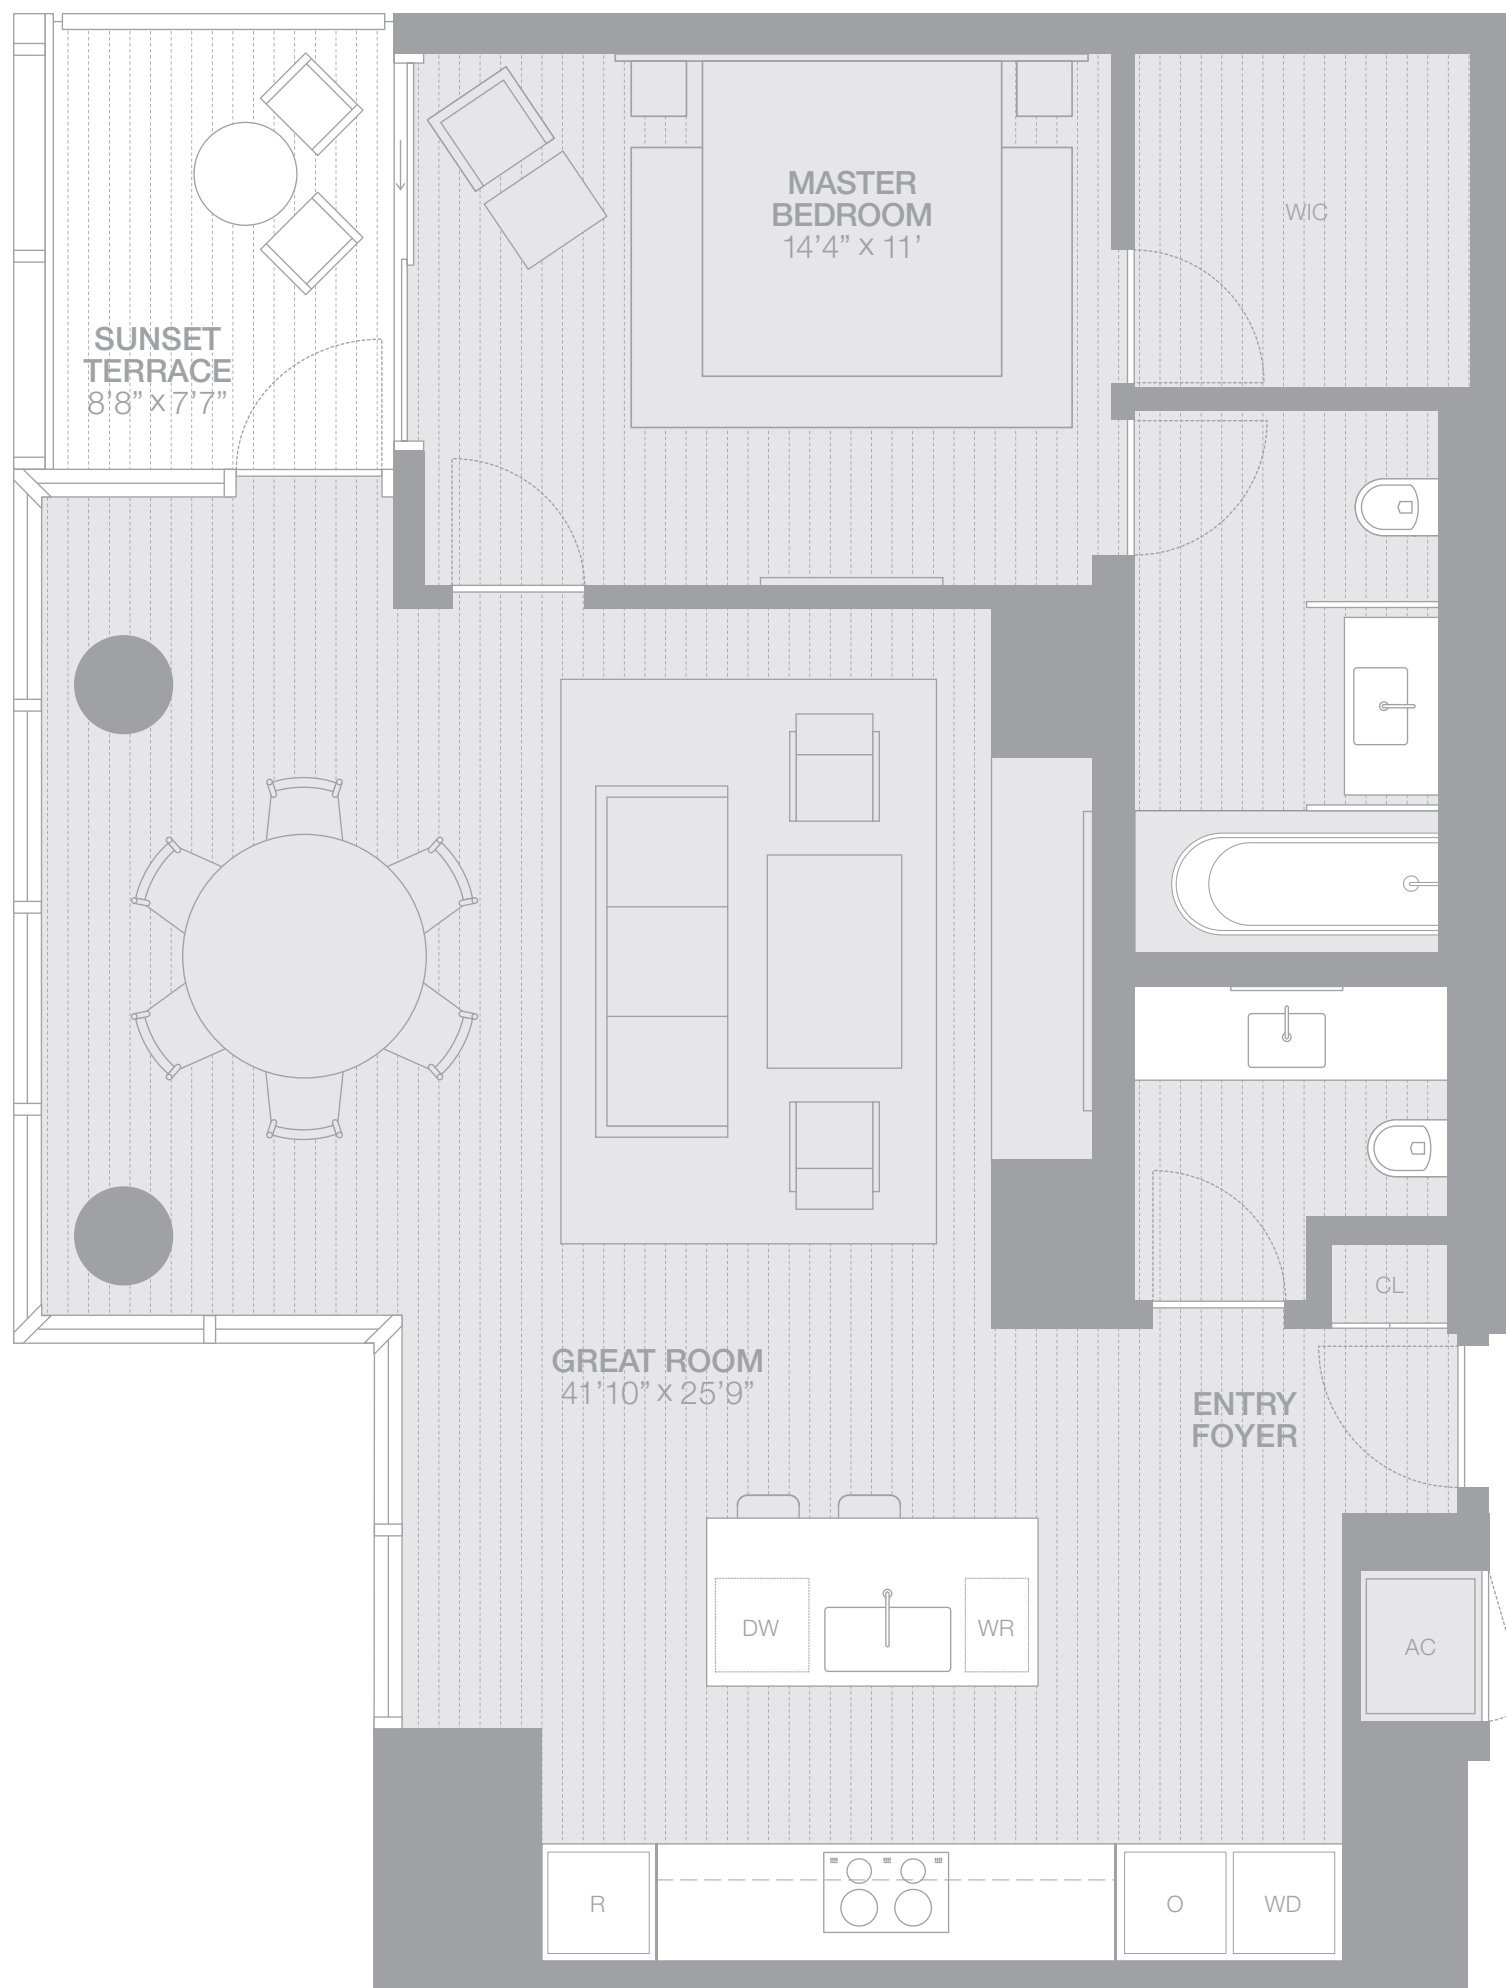 MASTER
BEDROOM
14’4” X 11’
WIC
SUNSET
TERRACE
8’8” X 7’7”
CL
GREAT ROOM
41’10” X 25’9”
ENTRY
FOYER
DW
WR
AC
R
O
WD